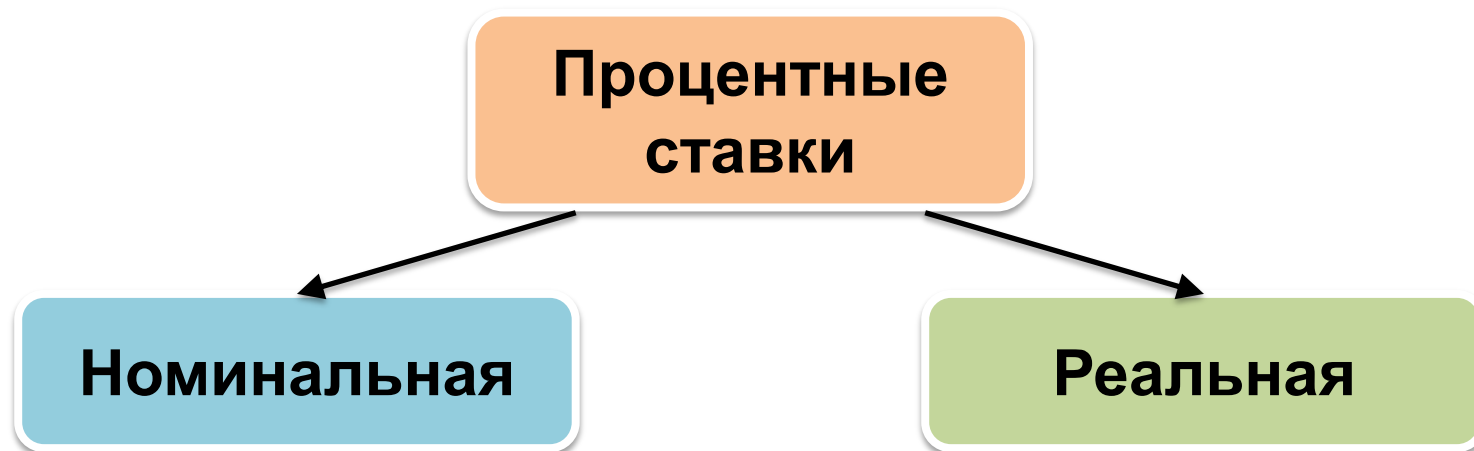 Процентные
ставки
Номинальная
Реальная